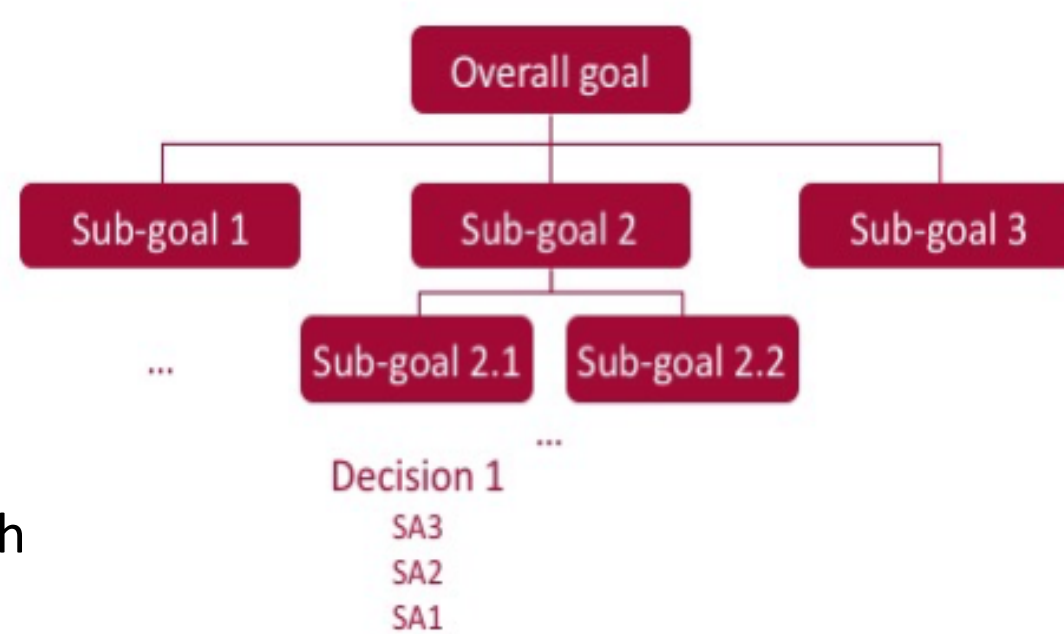 Overall goal
Sub-goal 1
Sub-goal 2
Sub-goal 3
...
Sub-goal 2.1
Sub-goal 2.2
...
Decision 1
h
SA3
SA2
SA1